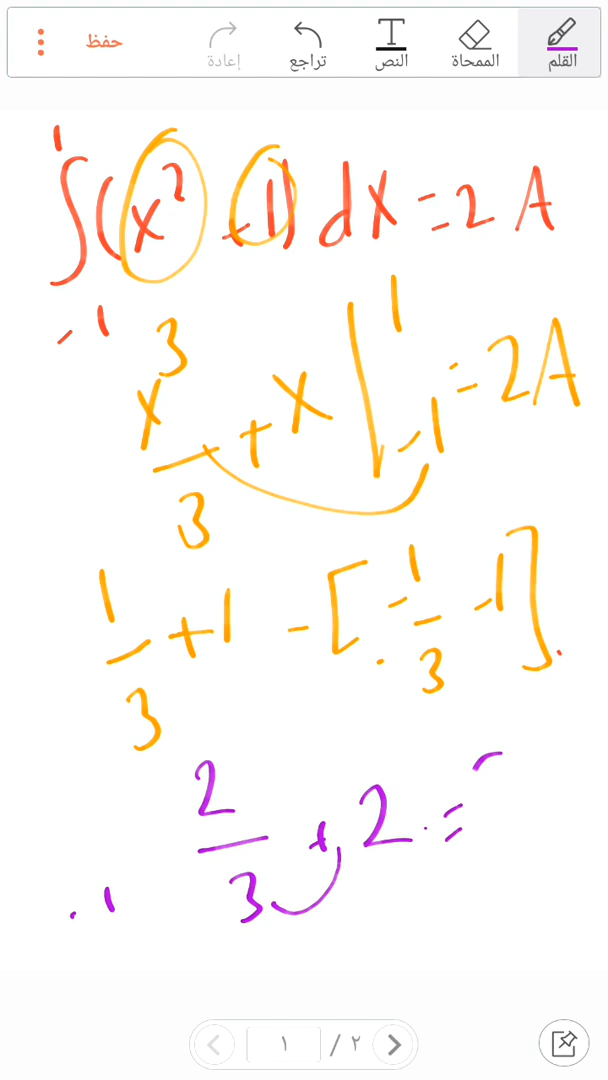 حفظ إعادة تراجع النص الممحاة القلم
∫₋₁¹ (x² + 1) dx = 2A
x³/3 + x |₋₁¹ = 2A
1/3 + 1 - [-1/3 - 1]
2/3 + 2 =
١ / ٢